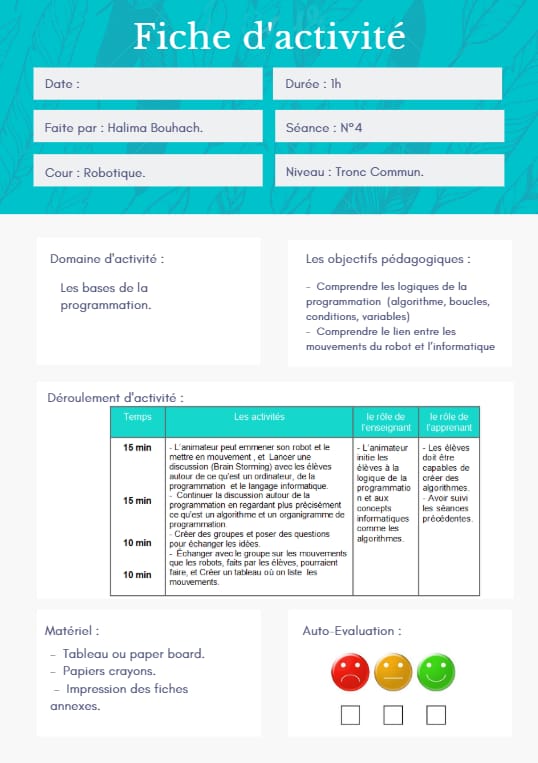 Fiche d'activité
Date :
Durée : 1h
Faite par : Halima Bouhach.
Séance : N°4
Cour : Robotique.
Niveau : Tronc Commun.
Domaine d'activité :
Les bases de la
programmation.
Les objectifs pédagogiques :
- Comprendre les logiques de la
programmation (algorithme, boucles,
conditions, variables)
- Comprendre le lien entre les
mouvements du robot et l'informatique
Déroulement d'activité :
Temps
Les activités
le rôle de
l'enseignant
le rôle de
l'apprenant
15 min
15 min
10 min
10 min
- L'animateur peut emmener son robot et le
mettre en mouvement , et Lancer une
discussion (Brain Storming) avec les élèves
autour de ce qu'est un ordinateur, de la
programmation et le langage informatique.
- Continuer la discussion autour de la
programmation en regardant plus précisément
ce qu'est un algorithme et un organigramme de
programmation.
- Créer des groupes et poser des questions
pour échanger les idées.
- Échanger avec le groupe sur les mouvements
que les robots, faits par les élèves, pourraient
faire, et Créer un tableau où on liste les
mouvements.
- L'animateur
initie les
élèves à la
logique de la
programmatio
n et aux
concepts
informatiques
comme les
algorithmes.
- Les élèves
doit être
capables de
créer des
algorithmes.
- Avoir suivi
les séances
précédentes.
Matériel :
- Tableau ou paper board.
- Papiers crayons.
- Impression des fiches
annexes.
Auto-Evaluation :